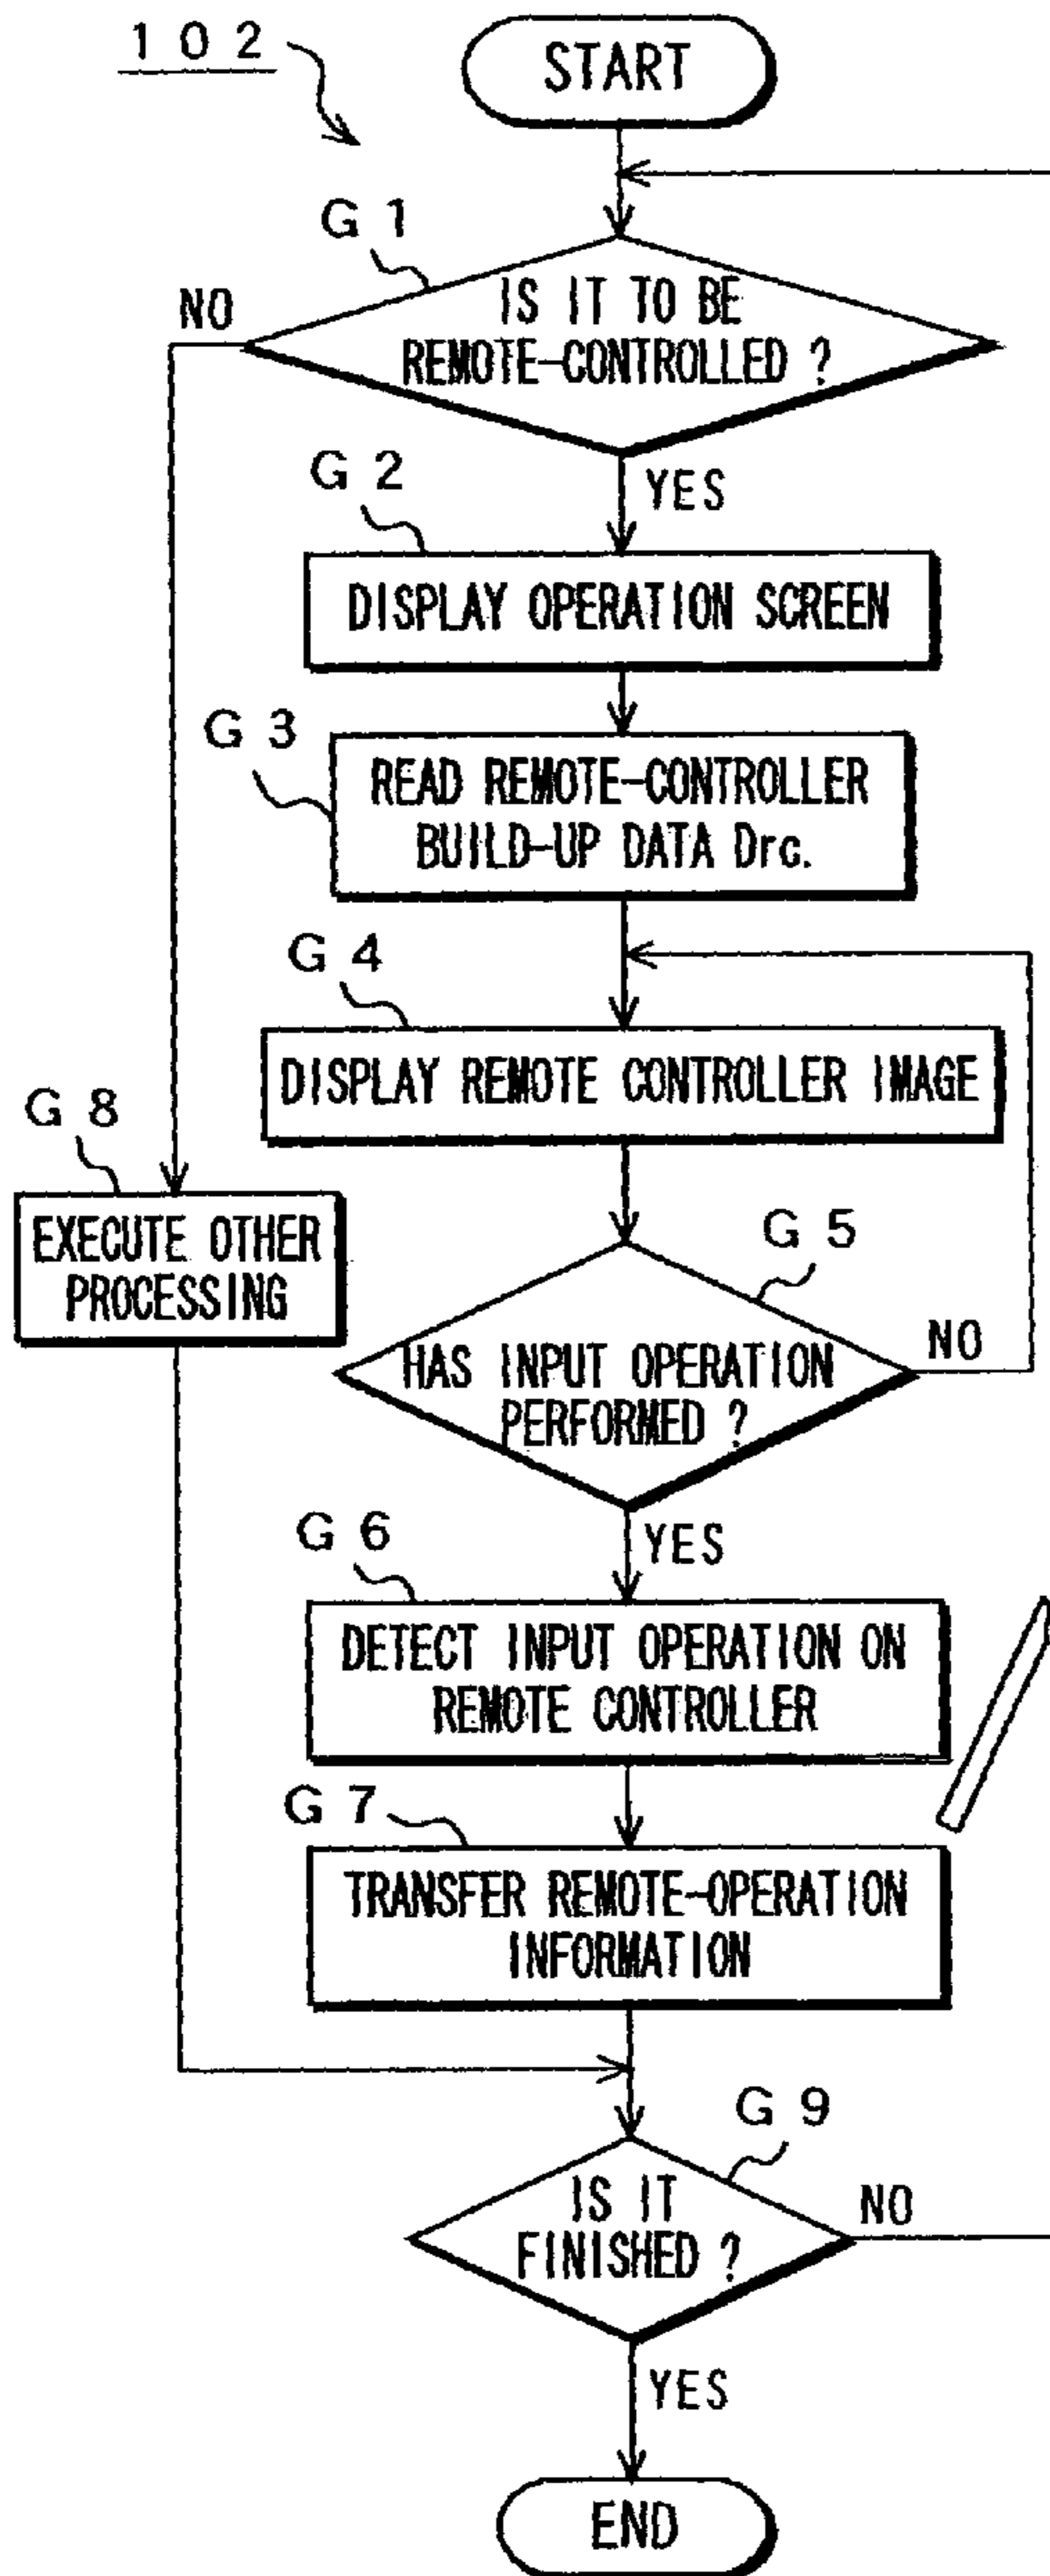 102
START
G1
IS IT TO BE
REMOTE-CONTROLLED ?
NO
YES
G2
DISPLAY OPERATION SCREEN
G3
READ REMOTE-CONTROLLER
BUILD-UP DATA Drc.
G4
DISPLAY REMOTE CONTROLLER IMAGE
G8
EXECUTE OTHER
PROCESSING
G5
HAS INPUT OPERATION
PERFORMED ?
NO
YES
G6
DETECT INPUT OPERATION ON
REMOTE CONTROLLER
G7
TRANSFER REMOTE-OPERATION
INFORMATION
G9
IS IT
FINISHED ?
NO
YES
END